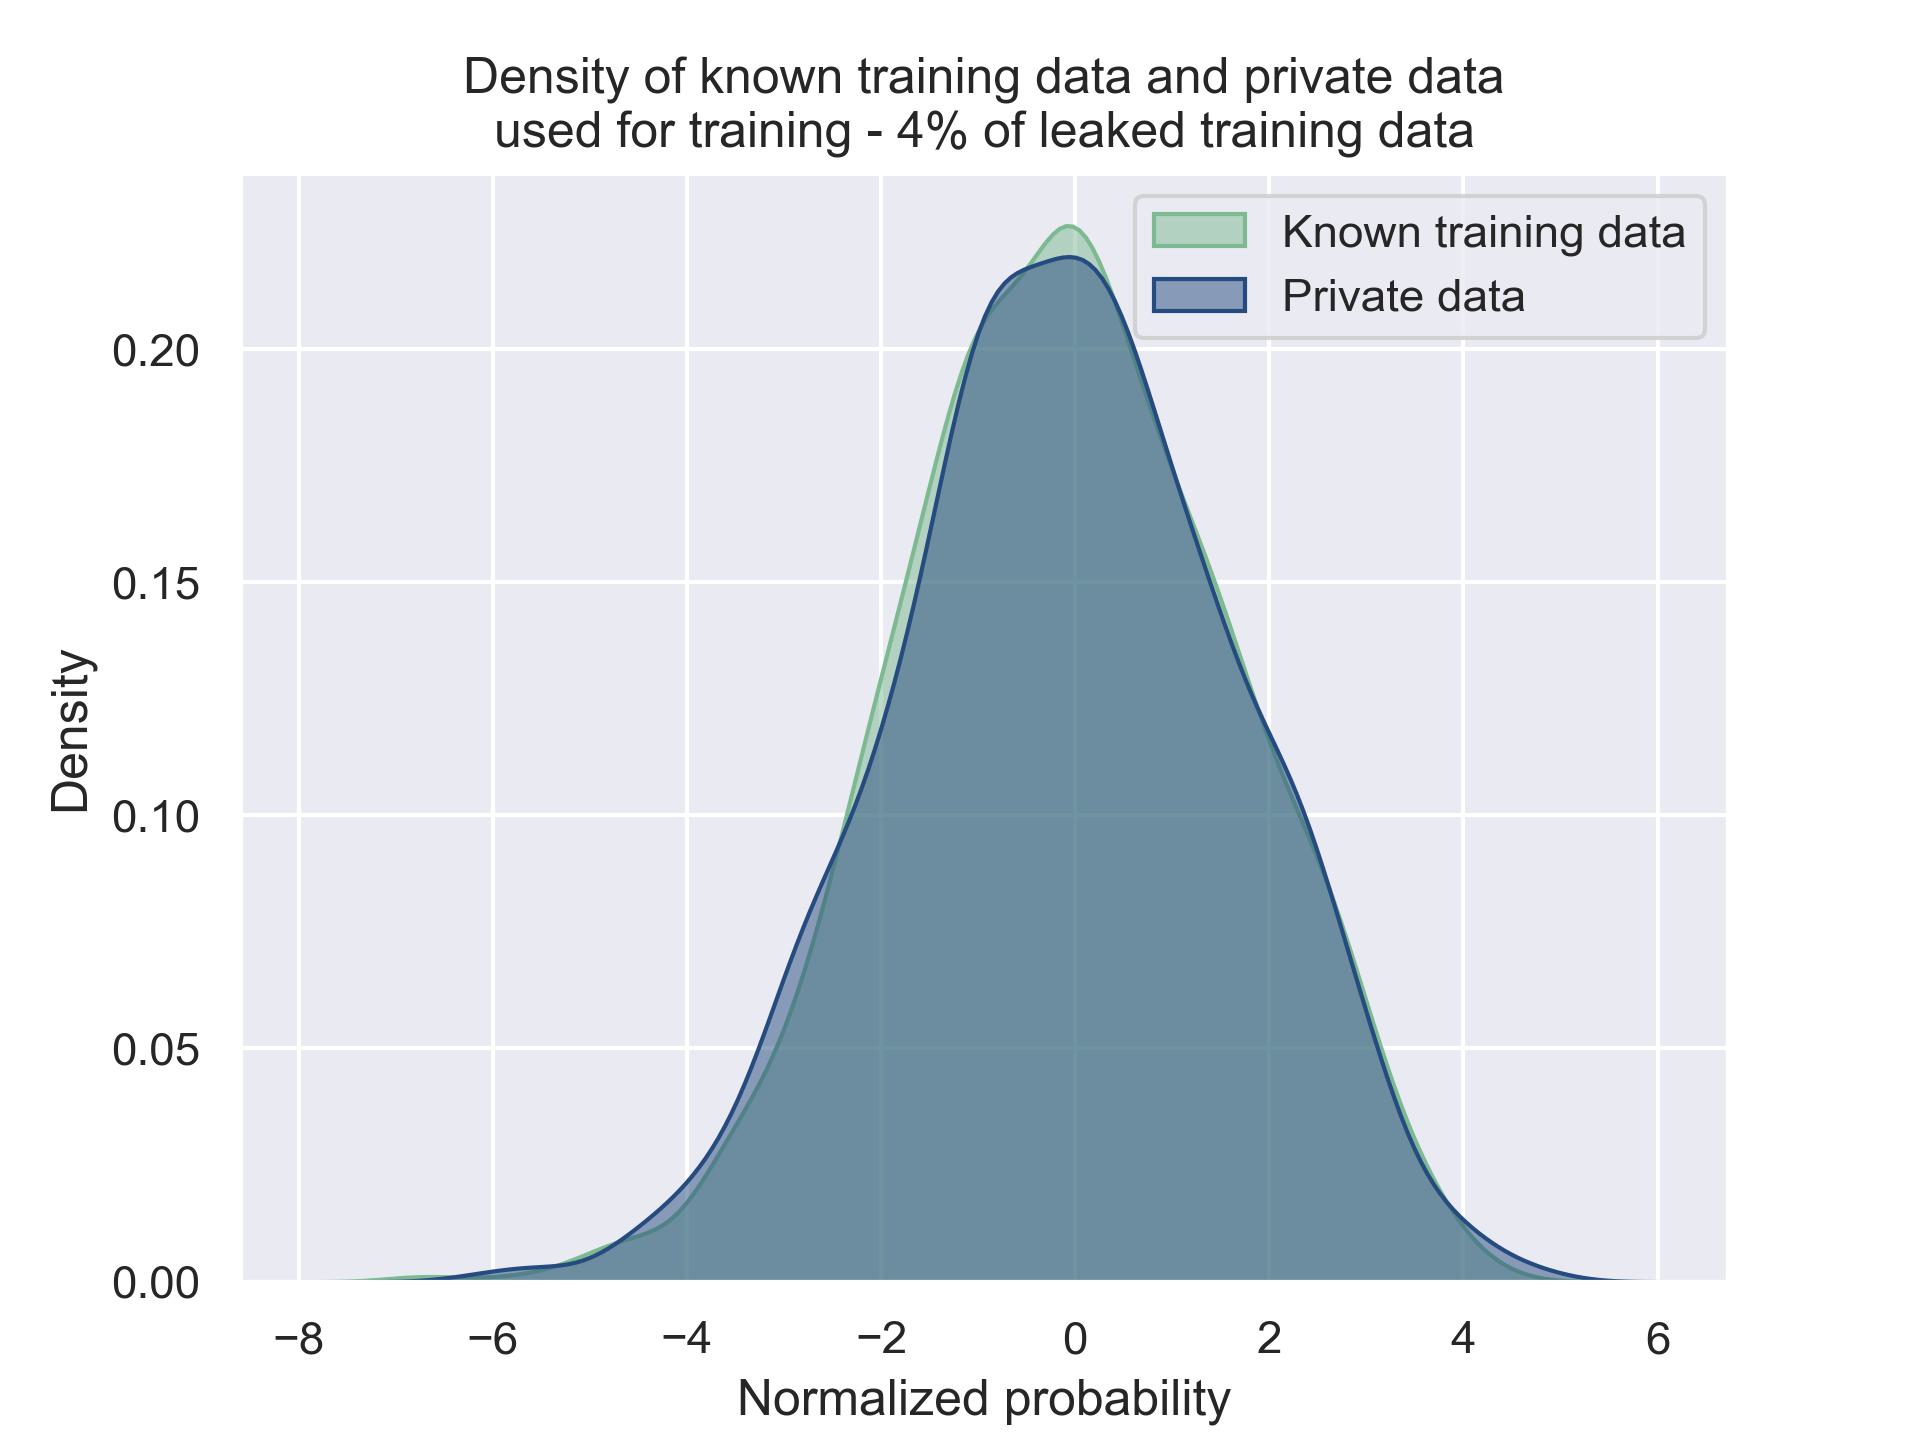 Density of known training data and private data
used for training - 4% of leaked training data
Known training data
Private data
Density
0.20
0.15
0.10
0.05
0.00
−8 −6 −4 −2 0 2 4 6
Normalized probability